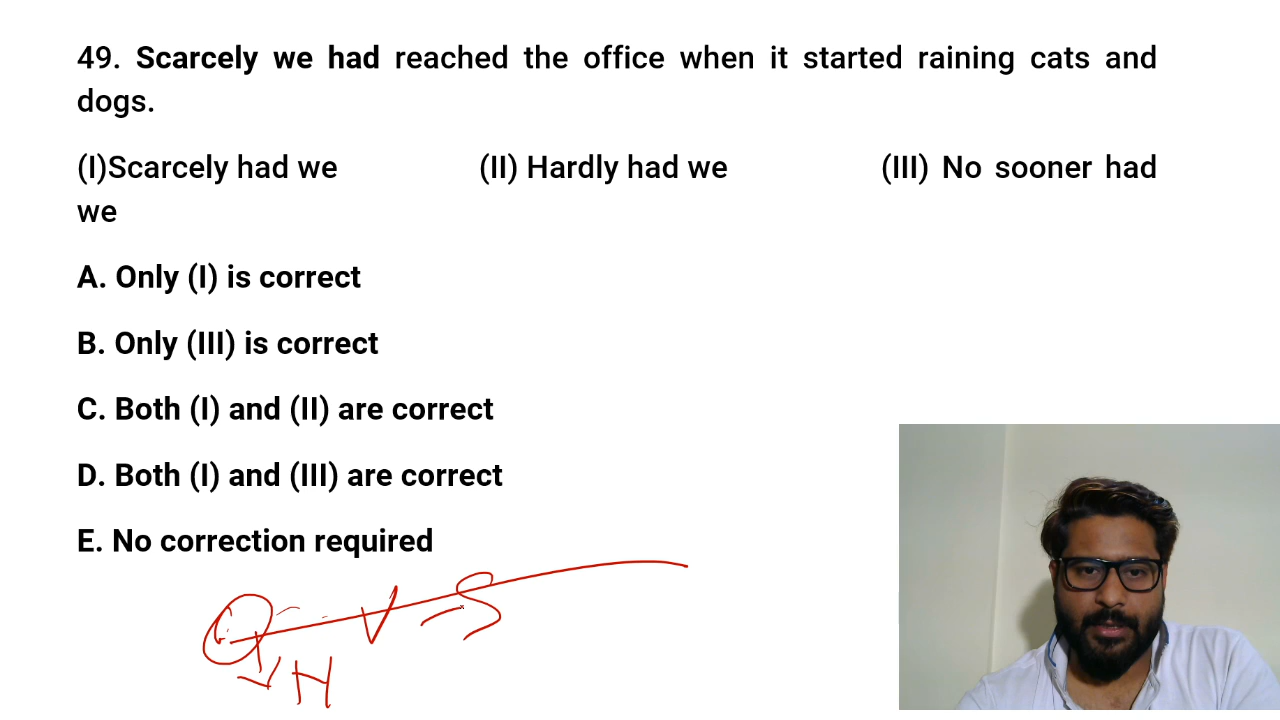 49. Scarcely we had reached the office when it started raining cats and
dogs.
(I)Scarcely had we (II) Hardly had we (III) No sooner had
we
A. Only (I) is correct
B. Only (III) is correct
C. Both (I) and (II) are correct
D. Both (I) and (III) are correct
E. No correction required
V S
H